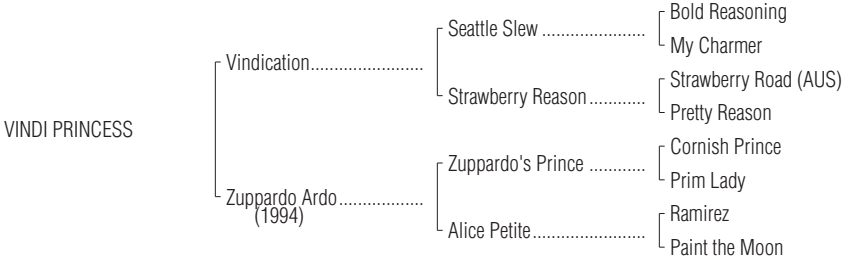 Bold Reasoning
Seattle Slew ......................
My Charmer
Vindication........................
Strawberry Road (AUS)
Strawberry Reason ............
Pretty Reason
VINDI PRINCESS
Cornish Prince
Zuppardo's Prince ............
Prim Lady
Zuppardo Ardo ..................
(1994)
Ramirez
Alice Petite ........................
Paint the Moon